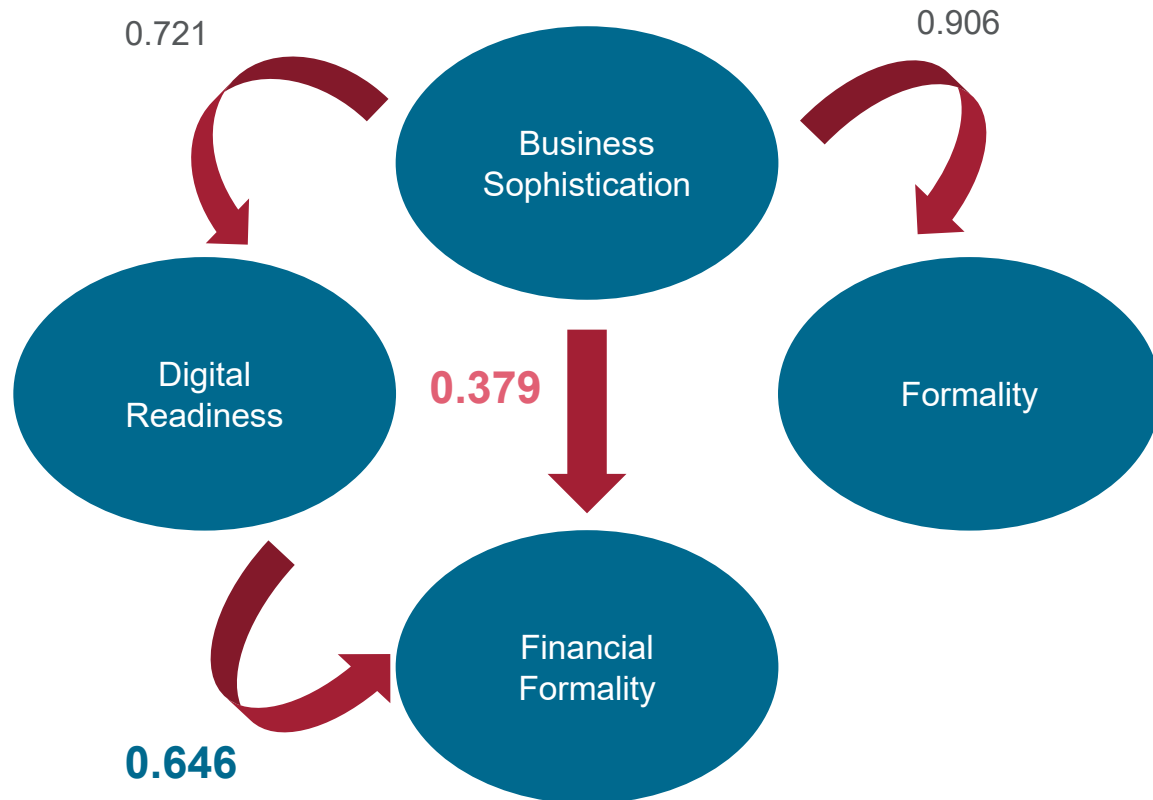 0.721
0.906
Business
Sophistication
Digital
Readiness
0.379
Formality
Financial
Formality
0.646